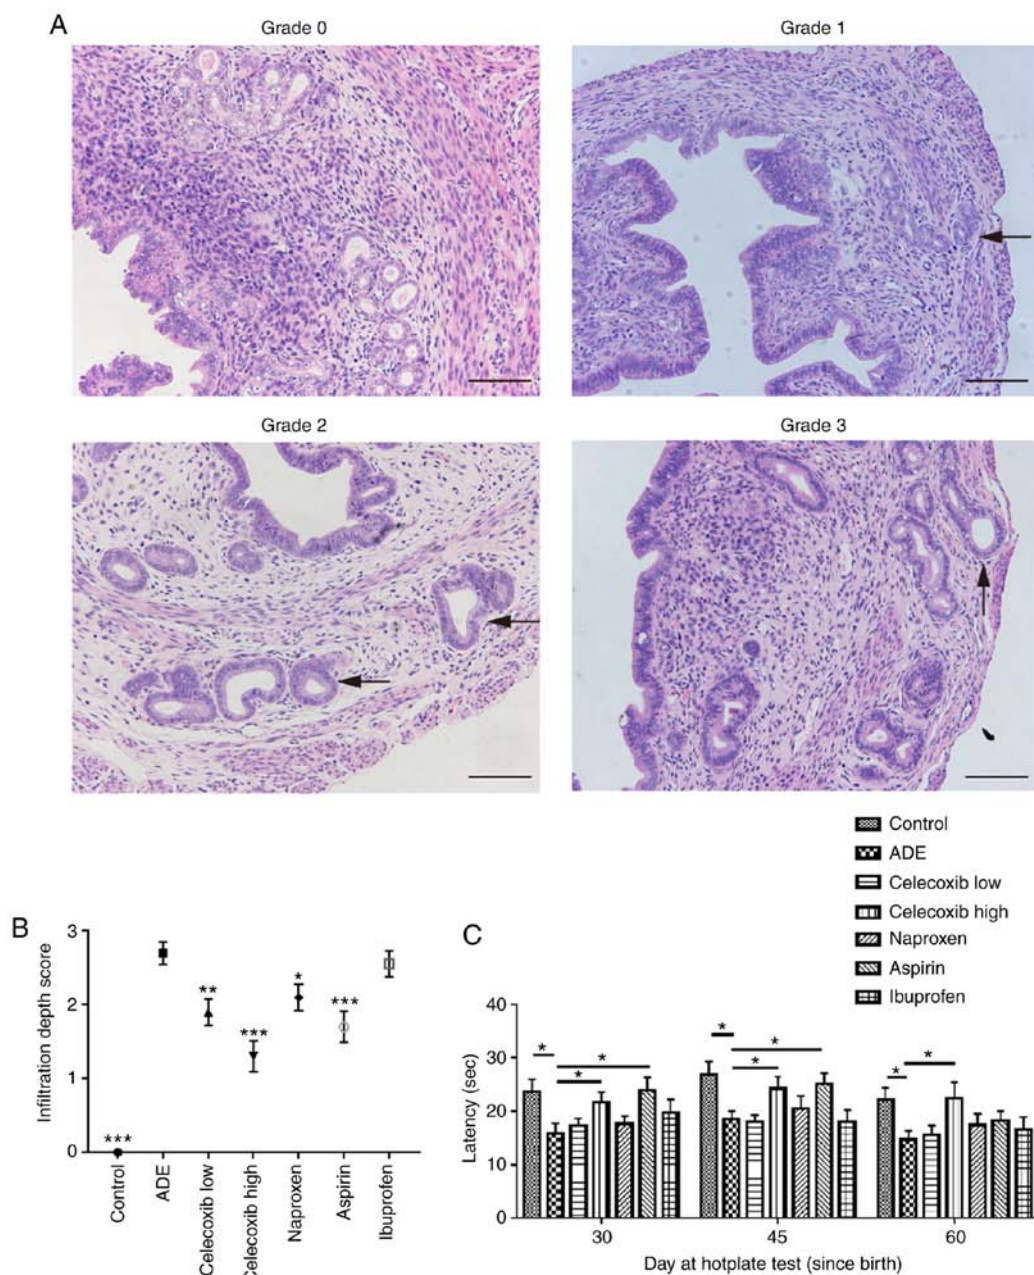 A
Grade 0
Grade 1
Grade 2
Grade 3
B
Infiltration depth score
3
2
1
0
***
**
***
*
***
Control
ADE
Celecoxib low
Celecoxib high
Naproxen
Aspirin
Ibuprofen
C
Control
ADE
Celecoxib low
Celecoxib high
Naproxen
Aspirin
Ibuprofen
Latency (sec)
40
30
20
10
0
* * *
* * *
* *
30 45 60
Day at hotplate test (since birth)